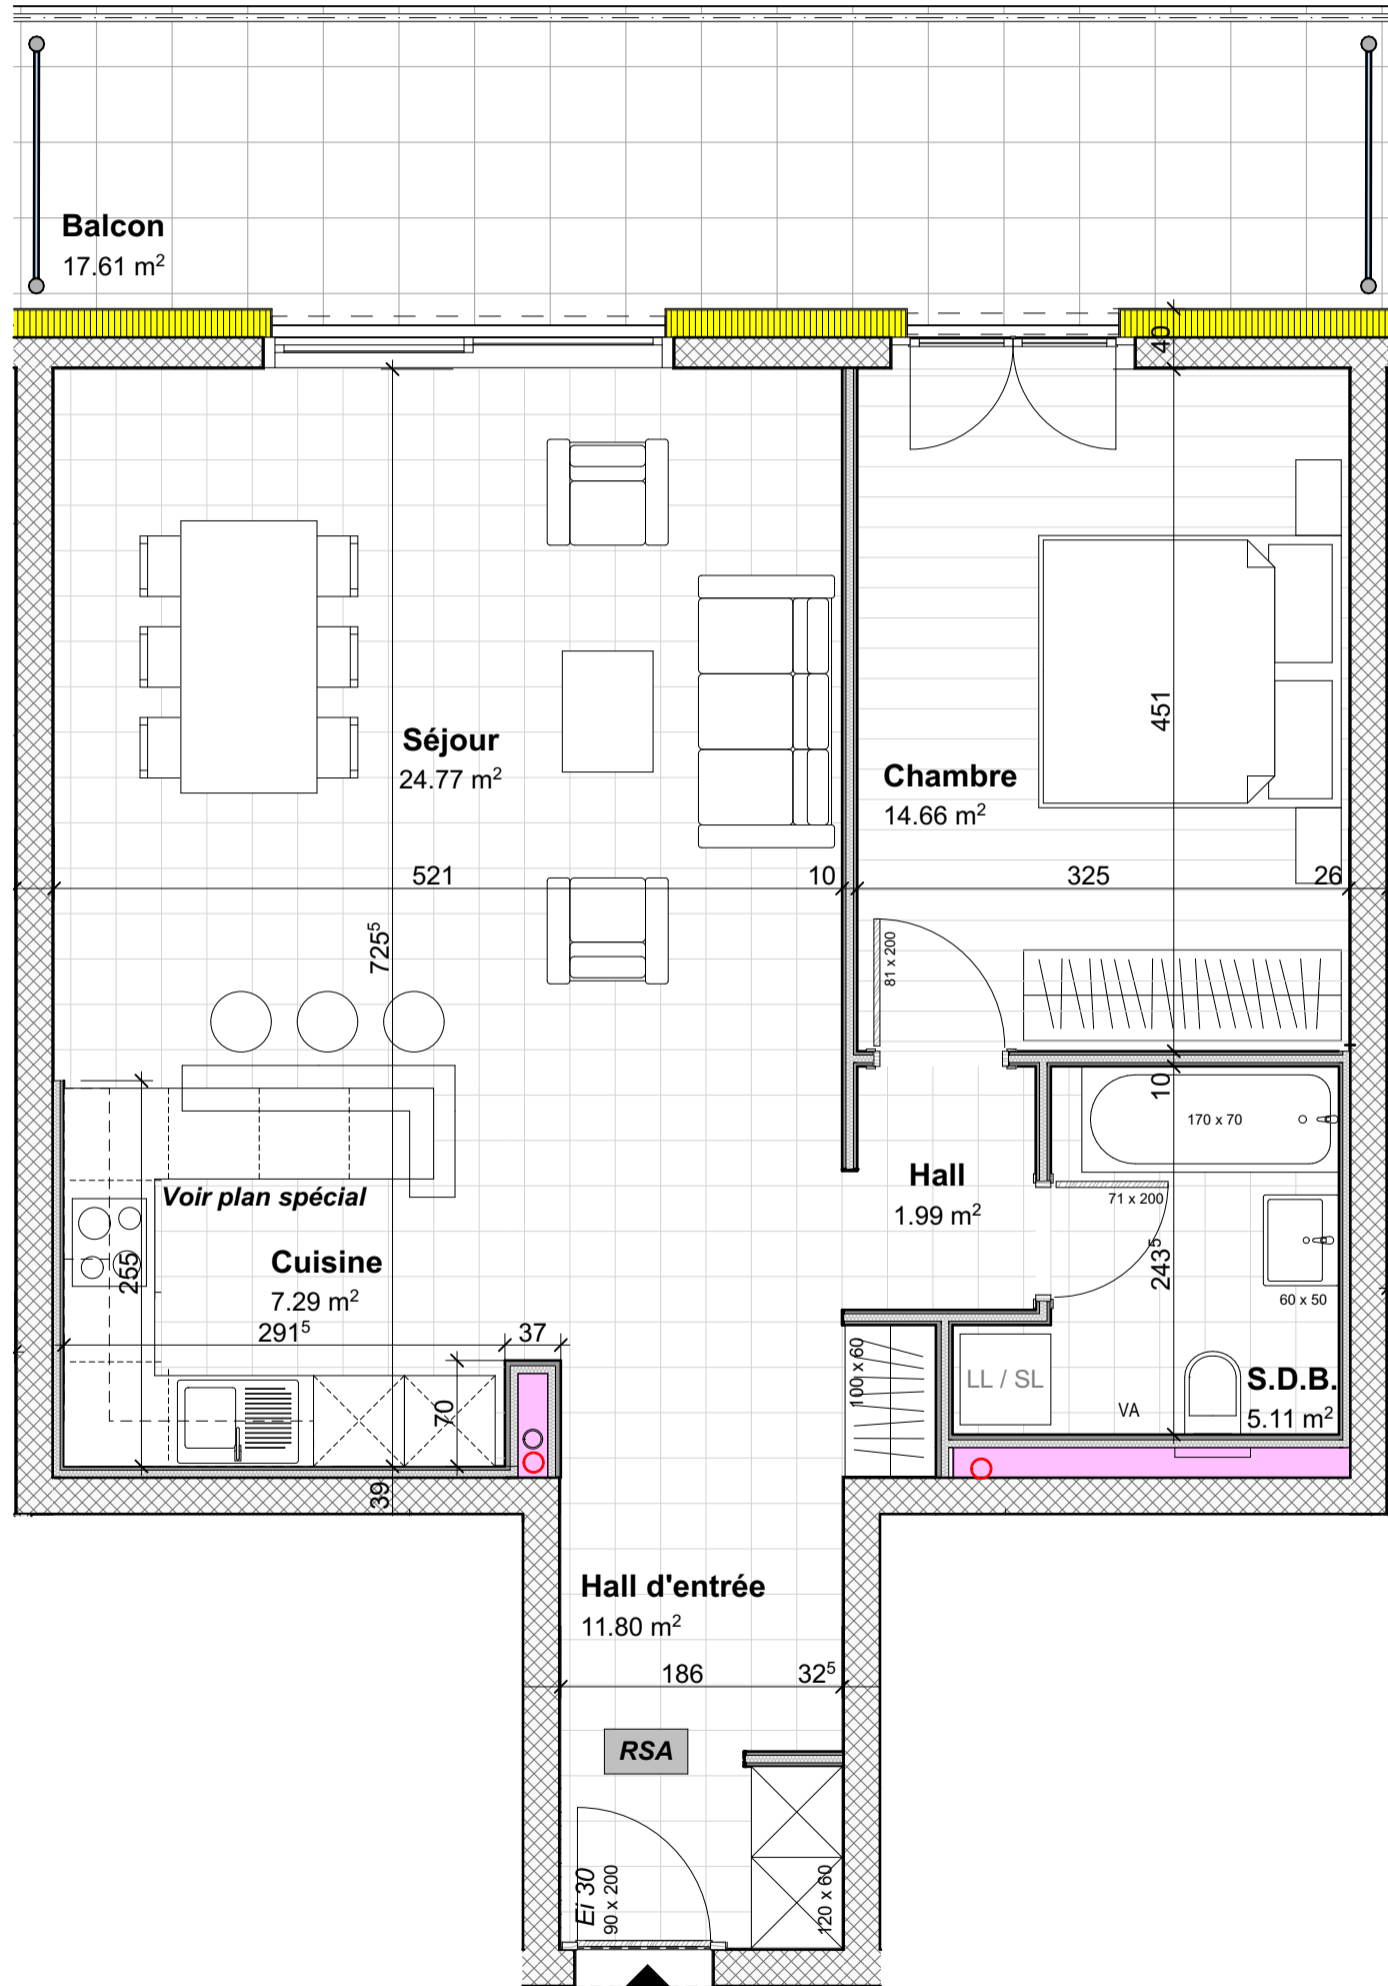 Balcon
17.61 m²
40
Séjour
24.77 m²
451
Chambre
14.66 m²
521
10
325
26
725⁵
81 x 200
10
170 x 70
Hall
1.99 m²
71 x 200
Voir plan spécial
255
Cuisine
7.29 m²
243⁵
60 x 50
291⁵
37
100 x 60
LL / SL
S.D.B.
5.11 m²
VA
70
39
Hall d'entrée
11.80 m²
186
32⁵
RSA
Ei 30
90 x 200
120 x 60